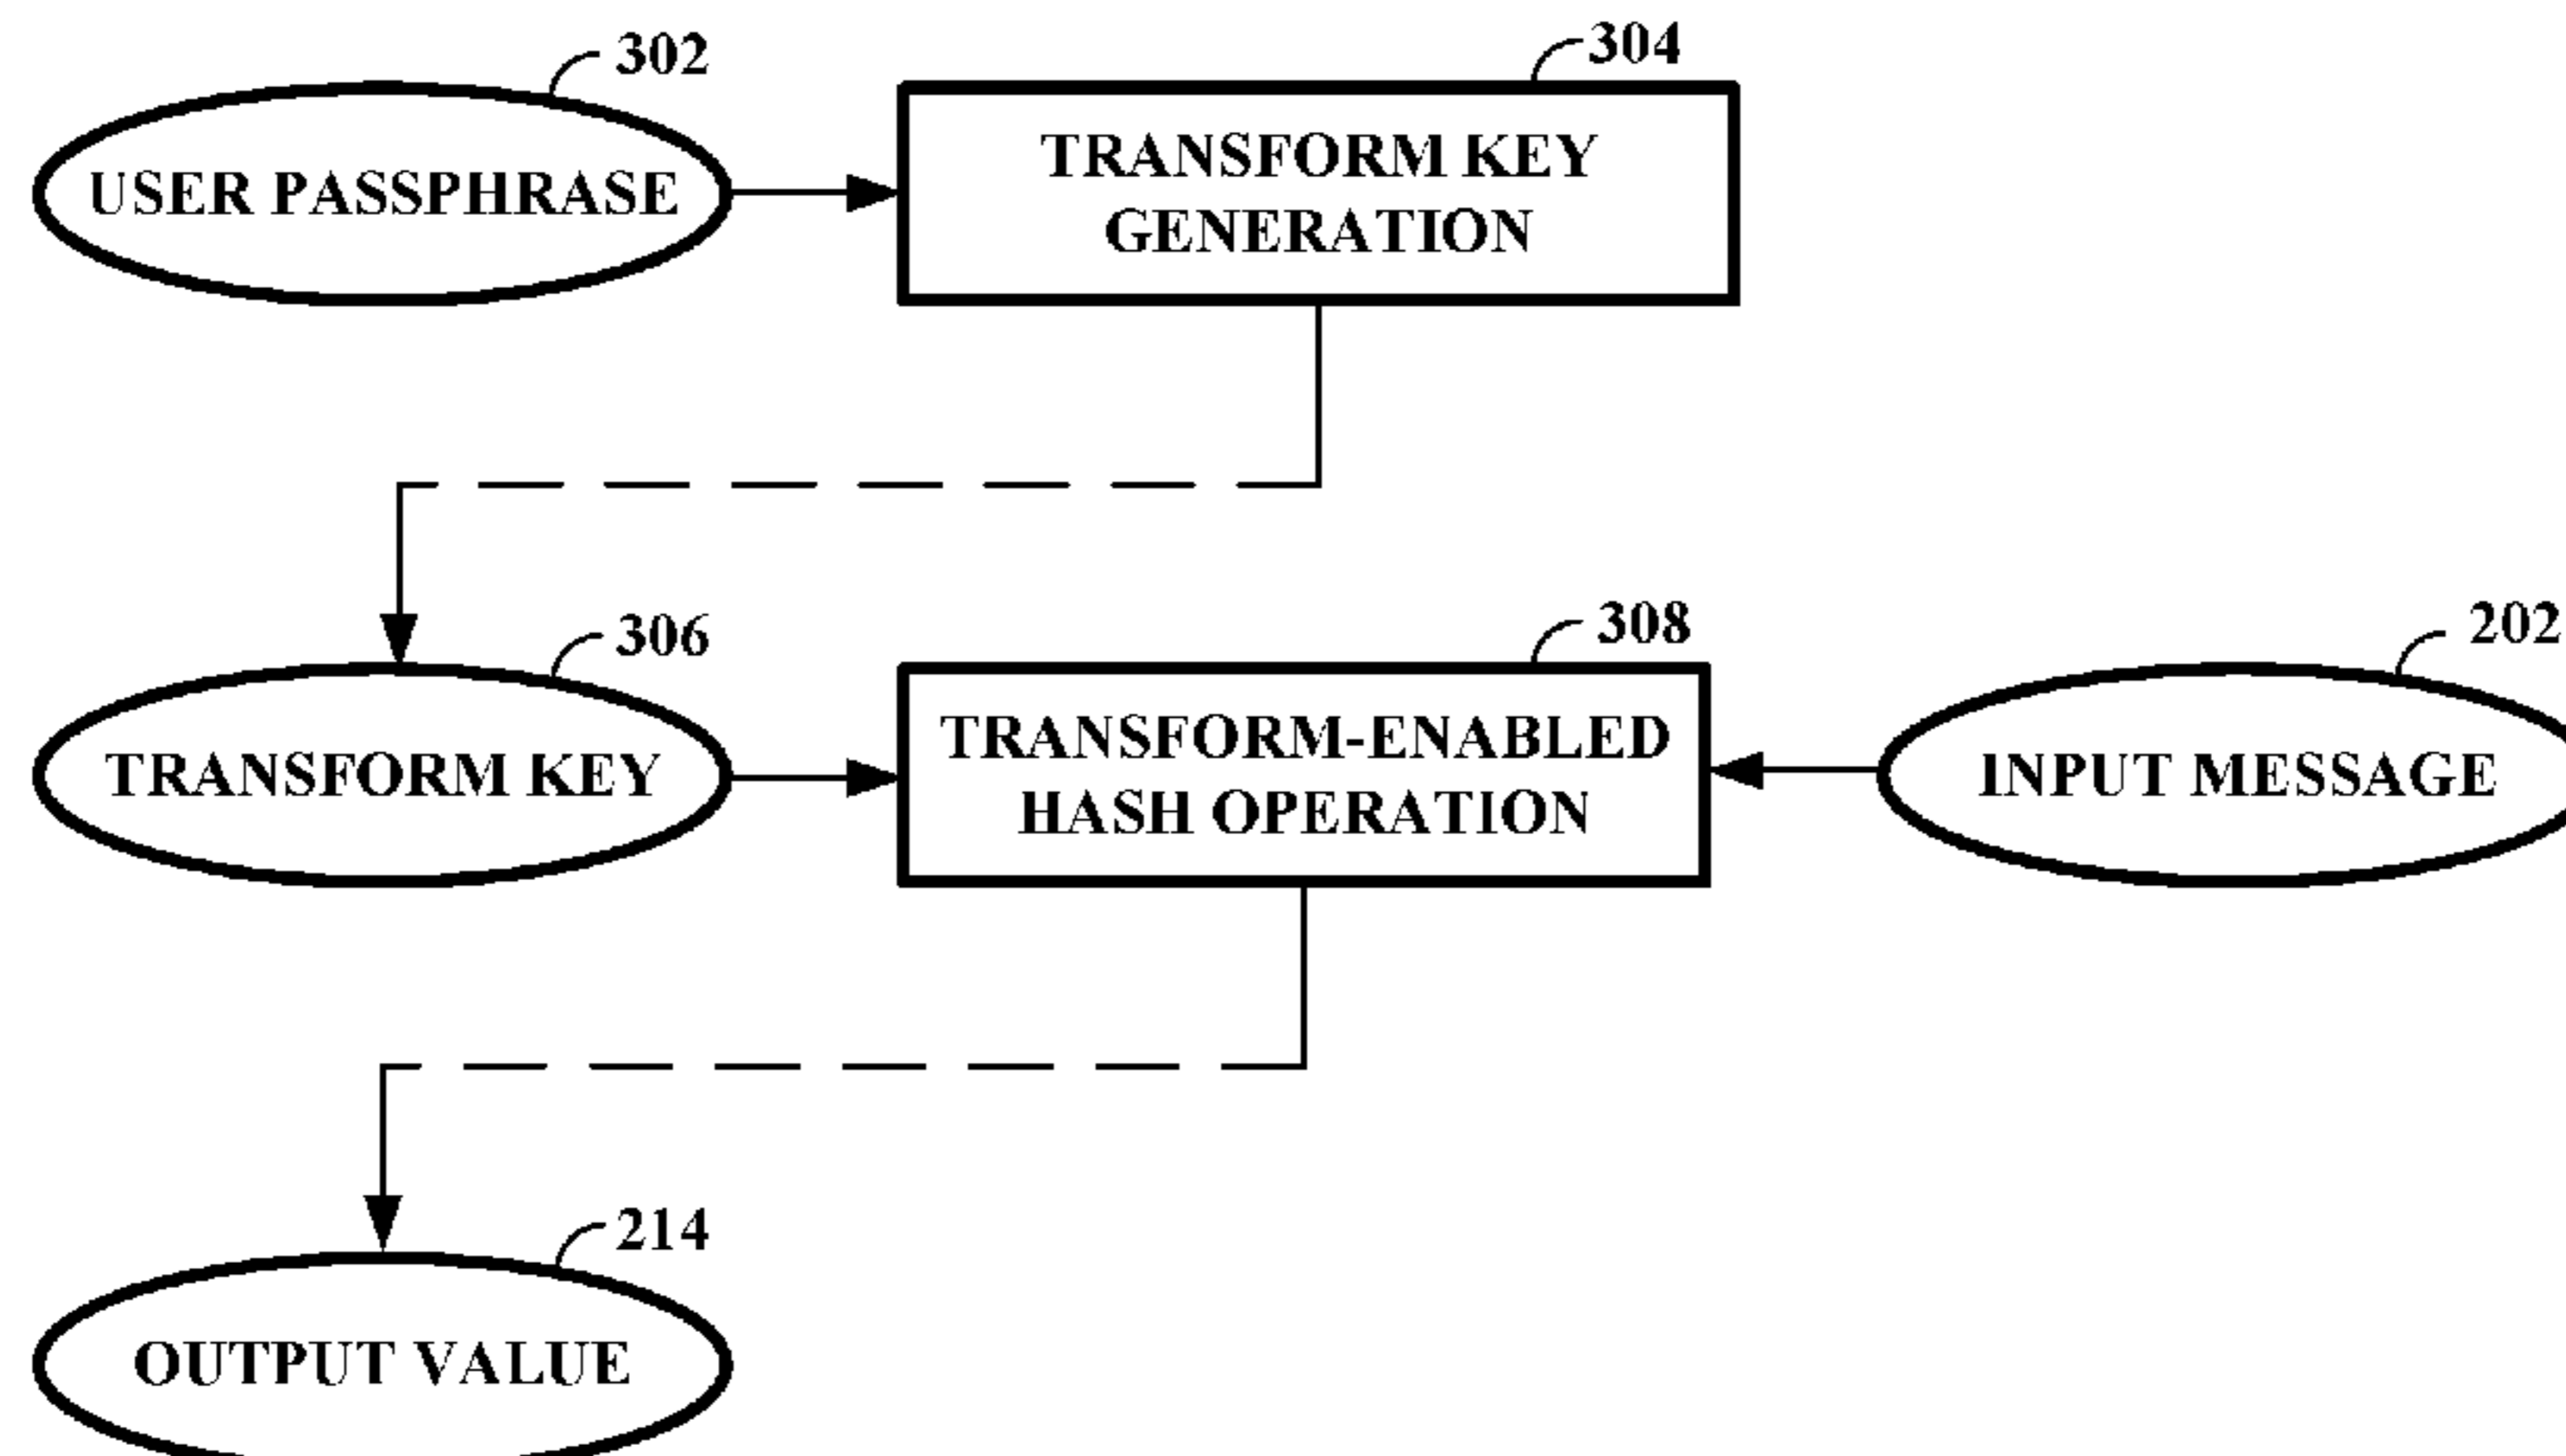 302
304
USER PASSPHRASE
TRANSFORM KEY
GENERATION
306
308
202
TRANSFORM KEY
TRANSFORM-ENABLED
HASH OPERATION
INPUT MESSAGE
214
OUTPUT VALUE